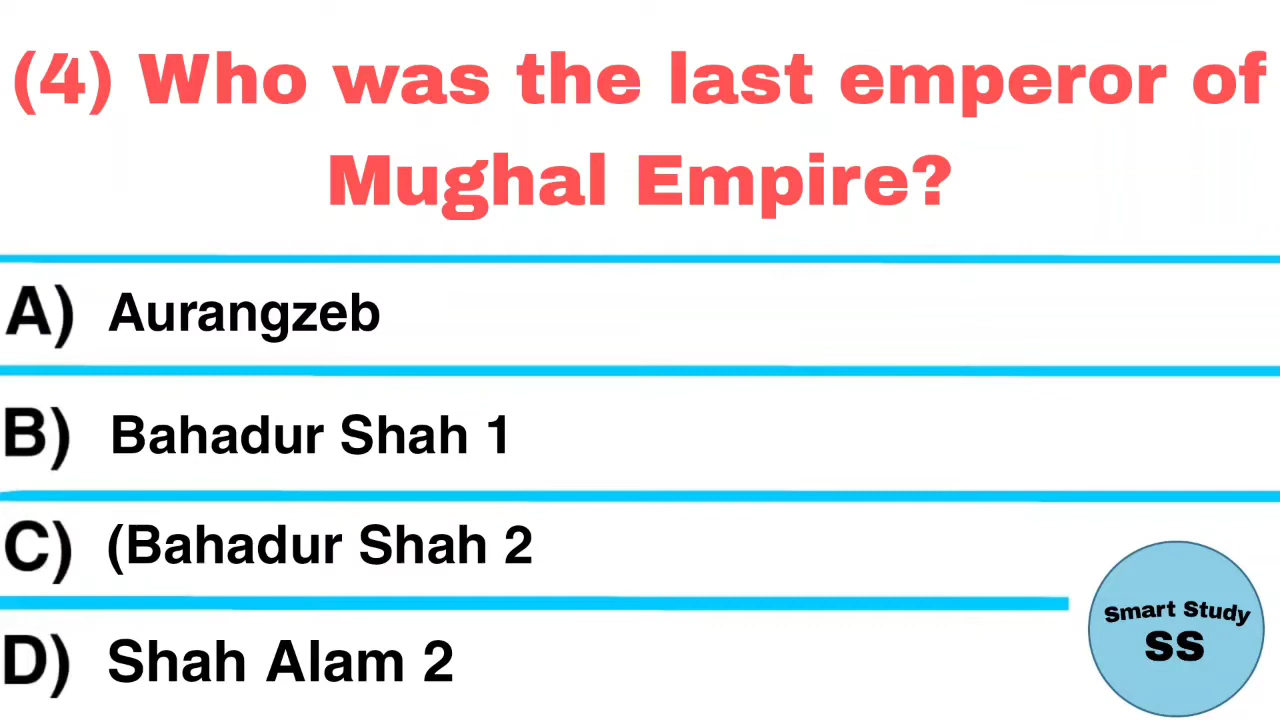 (4) Who was the last emperor of
Mughal Empire?
A) Aurangzeb
B) Bahadur Shah 1
C) (Bahadur Shah 2
D) Shah Alam 2
Smart Study
SS